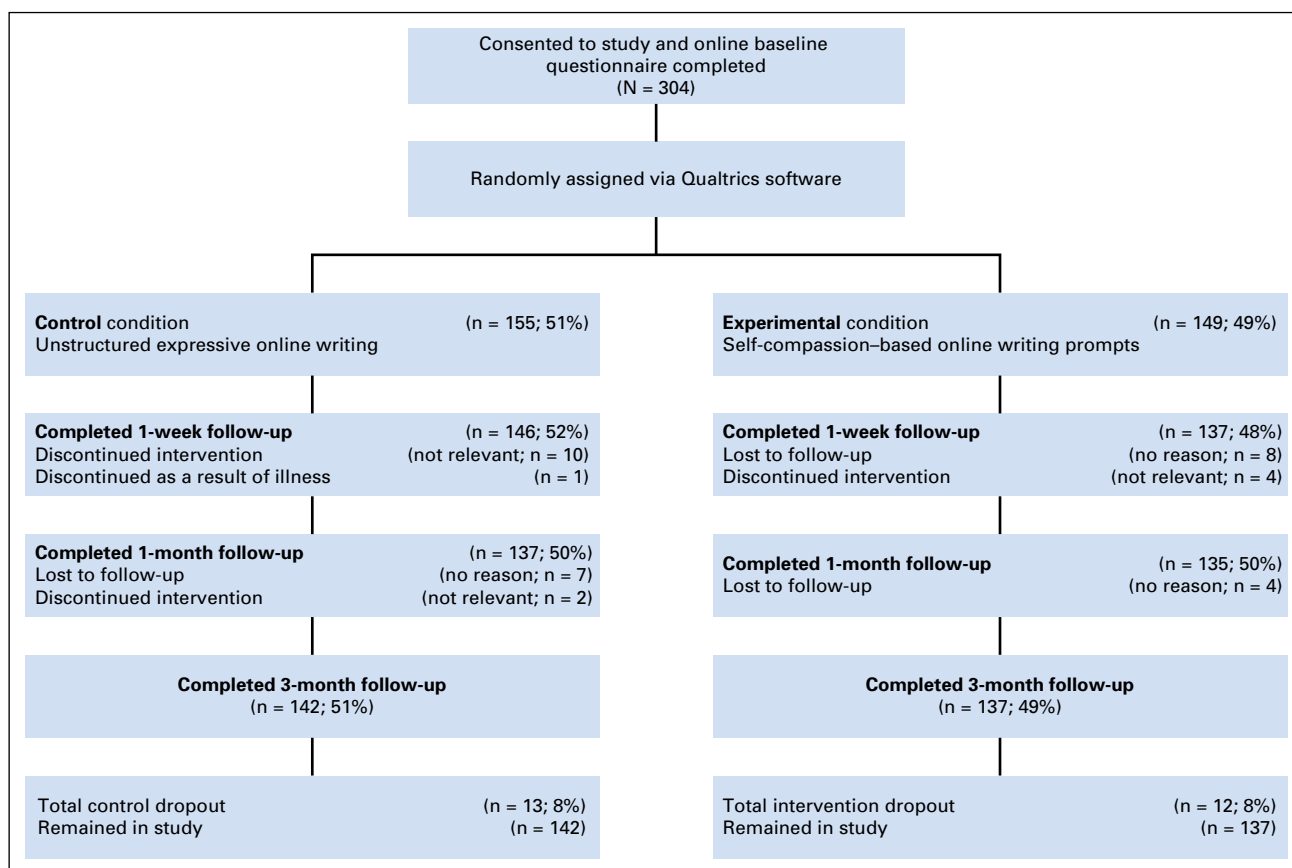 Consented to study and online baseline
questionnaire completed
(N = 304)
Randomly assigned via Qualtrics software
Control condition (n = 155; 51%)
Unstructured expressive online writing
Experimental condition (n = 149; 49%)
Self-compassion–based online writing prompts
Completed 1-week follow-up (n = 146; 52%)
Discontinued intervention (not relevant; n = 10)
Discontinued as a result of illness (n = 1)
Completed 1-week follow-up (n = 137; 48%)
Lost to follow-up (no reason; n = 8)
Discontinued intervention (not relevant; n = 4)
Completed 1-month follow-up (n = 137; 50%)
Lost to follow-up (no reason; n = 7)
Discontinued intervention (not relevant; n = 2)
Completed 1-month follow-up (n = 135; 50%)
Lost to follow-up (no reason; n = 4)
Completed 3-month follow-up
(n = 142; 51%)
Completed 3-month follow-up
(n = 137; 49%)
Total control dropout (n = 13; 8%)
Remained in study (n = 142)
Total intervention dropout (n = 12; 8%)
Remained in study (n = 137)